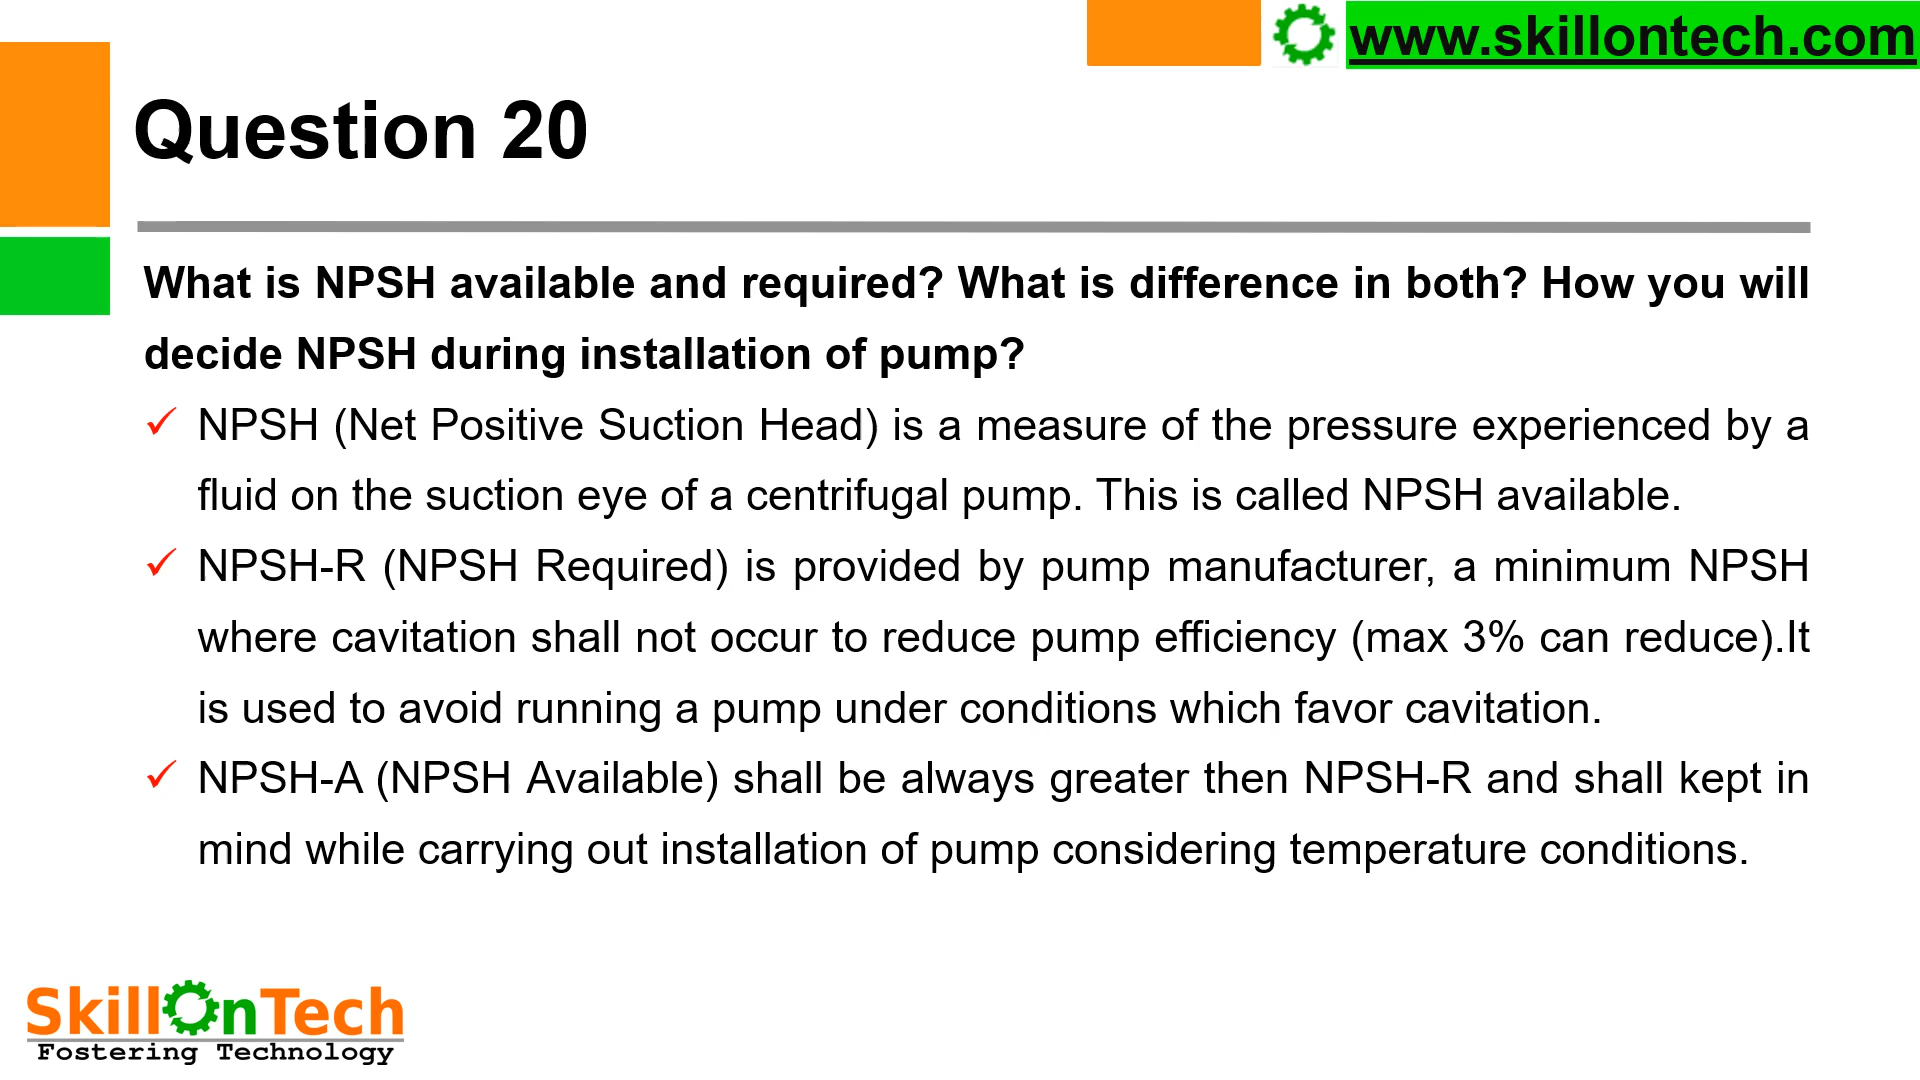 www.skillontech.com
Question 20
What is NPSH available and required? What is difference in both? How you will
decide NPSH during installation of pump?
✓ NPSH (Net Positive Suction Head) is a measure of the pressure experienced by a
fluid on the suction eye of a centrifugal pump. This is called NPSH available.
✓ NPSH-R (NPSH Required) is provided by pump manufacturer, a minimum NPSH
where cavitation shall not occur to reduce pump efficiency (max 3% can reduce).It
is used to avoid running a pump under conditions which favor cavitation.
✓ NPSH-A (NPSH Available) shall be always greater then NPSH-R and shall kept in
mind while carrying out installation of pump considering temperature conditions.
SkillOnTech
Fostering Technology